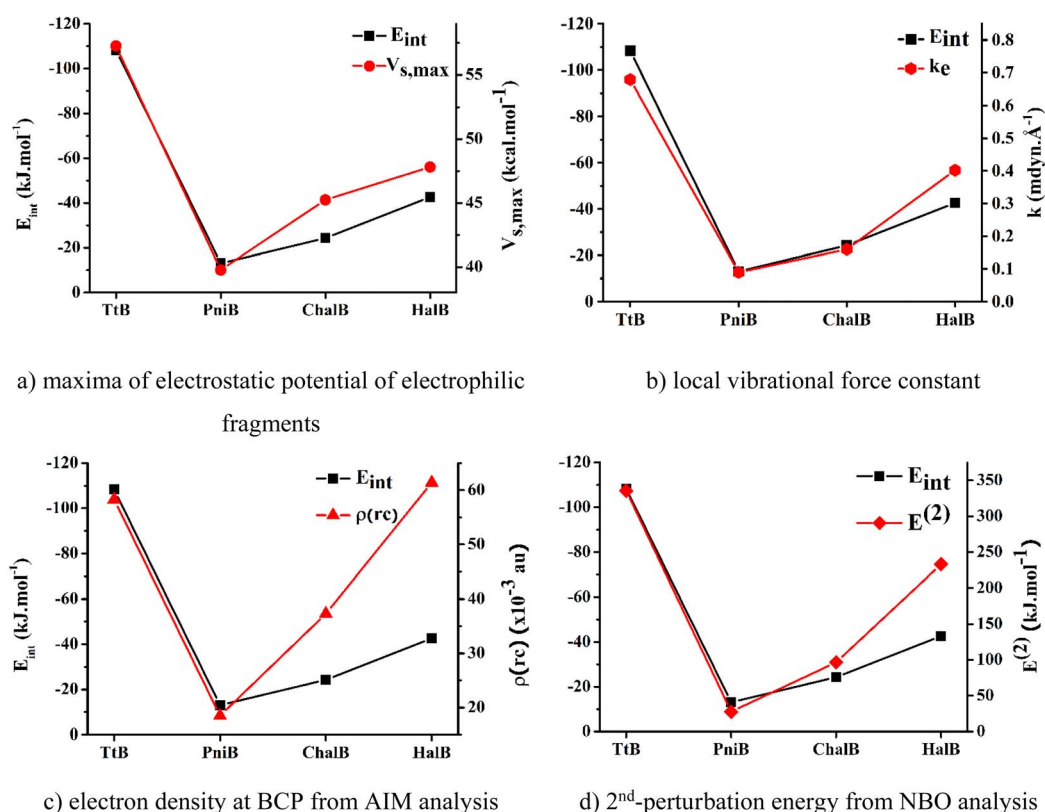 -120
-100
-80
-60
-40
-20
0
E_int (kJ.mol⁻¹)
E_int
V_s,max
55
50
45
40
V_s,max (kcal.mol⁻¹)
TtB PniB ChalB HalB
a) maxima of electrostatic potential of electrophilic
fragments
-120
-100
-80
-60
-40
-20
0
E_int
k_e
0.8
0.7
0.6
0.5
0.4
0.3
0.2
0.1
0.0
k (mdyn.Å⁻¹)
TtB PniB ChalB HalB
b) local vibrational force constant
-120
-100
-80
-60
-40
-20
0
E_int (kJ.mol⁻¹)
E_int
ρ(rc)
60
50
40
30
20
ρ(rc) (x10⁻³ au)
TtB PniB ChalB HalB
c) electron density at BCP from AIM analysis
-120
-100
-80
-60
-40
-20
0
E_int
E⁽²⁾
350
300
250
200
150
100
50
0
E⁽²⁾ (kJ.mol⁻¹)
TtB PniB ChalB HalB
d) 2ⁿᵈ-perturbation energy from NBO analysis